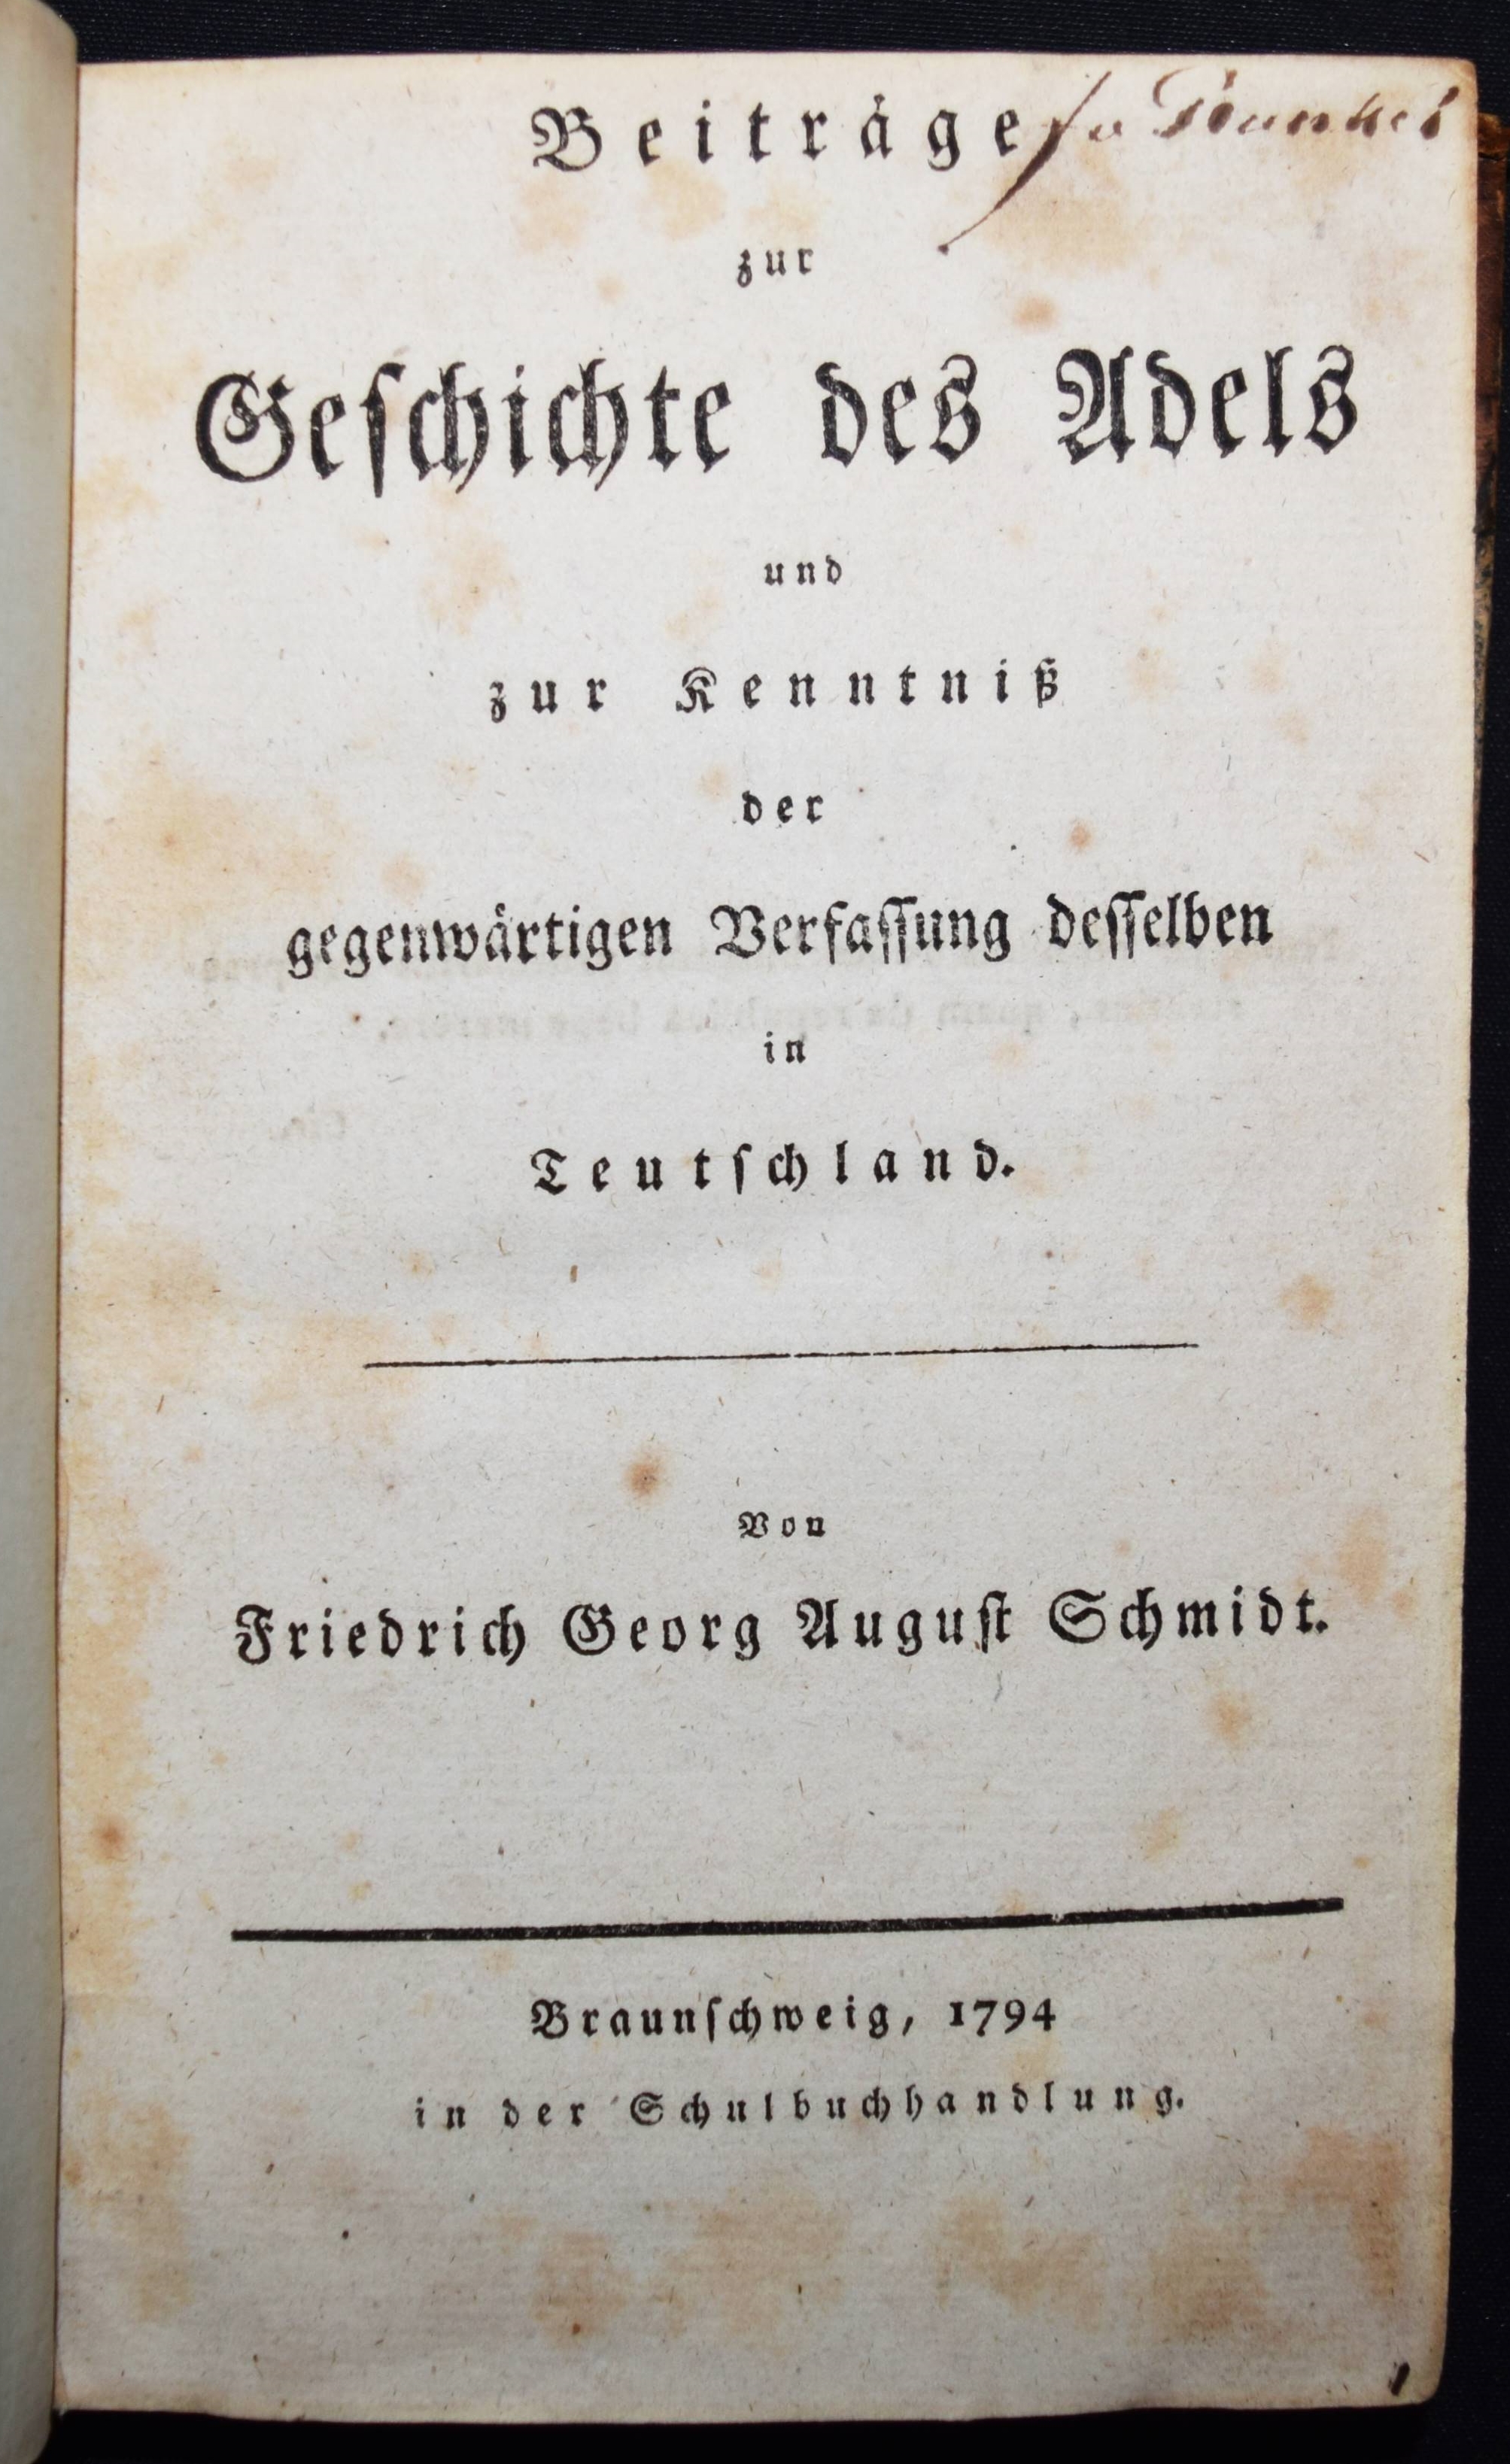 Beiträge
zur
Geſchichte des Adels
und
zur Kenntniß
der
gegenwärtigen Verfaſſung deſſelben
in
Teutſchland.
Von
Friedrich Georg Auguſt Schmidt.
Braunſchweig, 1794
in der Schulbuchhandlung.